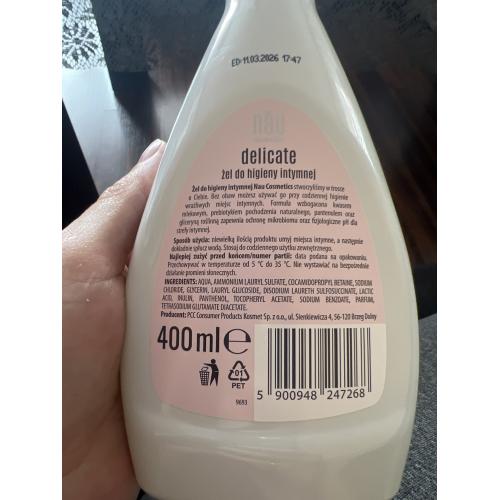 ED 11.03.2026 17:47
nau
delicate
żel do higieny intymnej
Żel do higieny intymnej Nau Cosmetics stworzyliśmy w trosce
o Ciebie. Bez obaw możesz używać go przy codziennej higienie
wrażliwych miejsc intymnych. Formuła wzbogacona kwasem
mlekowym, prebiotykiem pochodzenia naturalnego, pantenolem oraz
gliceryną roślinną zapewnia ochronę mikrobiomu oraz fizjologiczne pH dla
strefy intymnej.
Sposób użycia: niewielką ilością produktu umyj miejsca intymne, a następnie
dokładnie spłucz wodą. Stosuj do codziennego użytku zewnętrznego.
Najlepiej zużyć przed końcem/numer partii: data podana na opakowaniu.
Przechowywać w temperaturze od 5 °C do 35 °C. Nie wystawiać na bezpośrednie
działanie promieni słonecznych.
INGREDIENTS: AQUA, AMMONIUM LAURYL SULFATE, COCAMIDOPROPYL BETAINE, SODIUM
CHLORIDE, GLYCERIN, LAURYL GLUCOSIDE, DISODIUM LAURETH SULFOSUCCINATE, LACTIC
ACID, INULIN, PANTHENOL, TOCOPHERYL ACETATE, SODIUM BENZOATE, PARFUM,
TETRASODIUM GLUTAMATE DIACETATE.
Producent: PCC Consumer Products Kosmet Sp. z o.o., ul. Sienkiewicza 4, 56-120 Brzeg Dolny
400 ml e
01
PET
9693
5 900948 247268